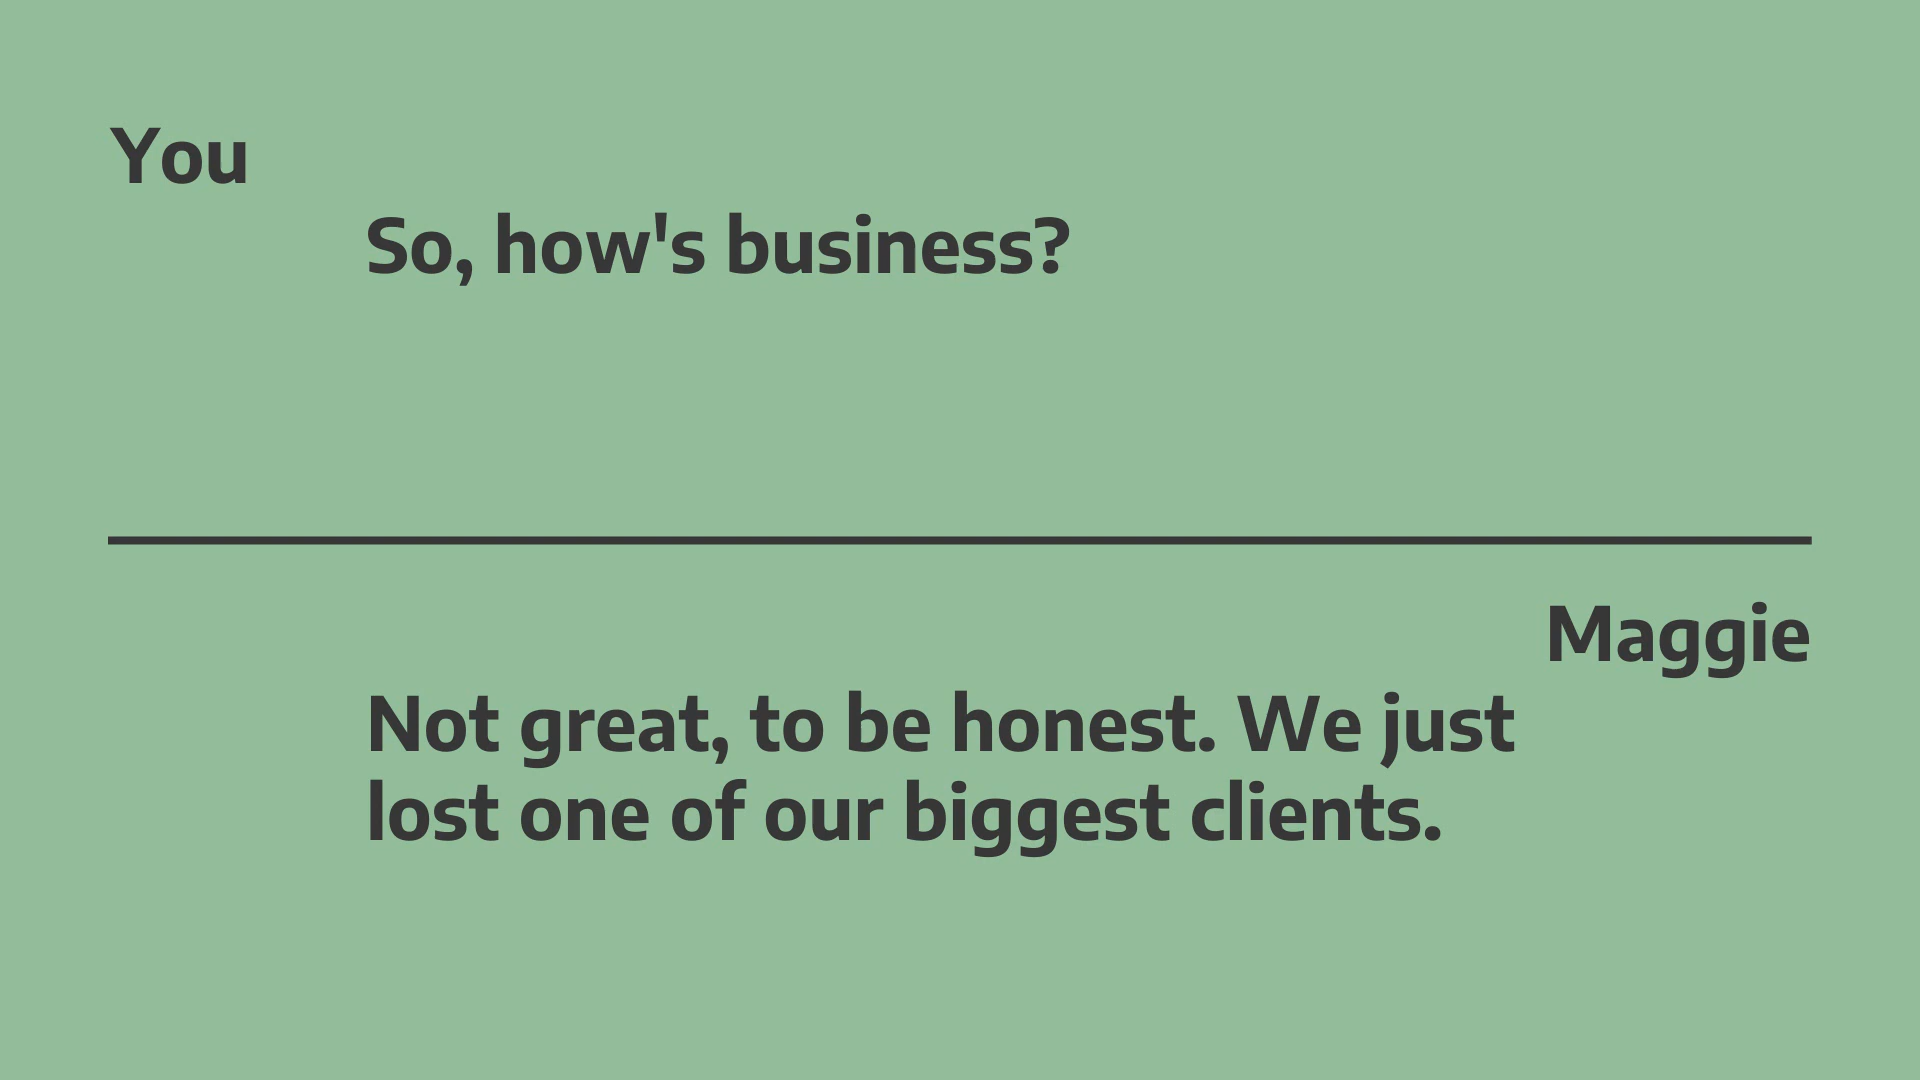 You
So, how's business?
Maggie
Not great, to be honest. We just
lost one of our biggest clients.